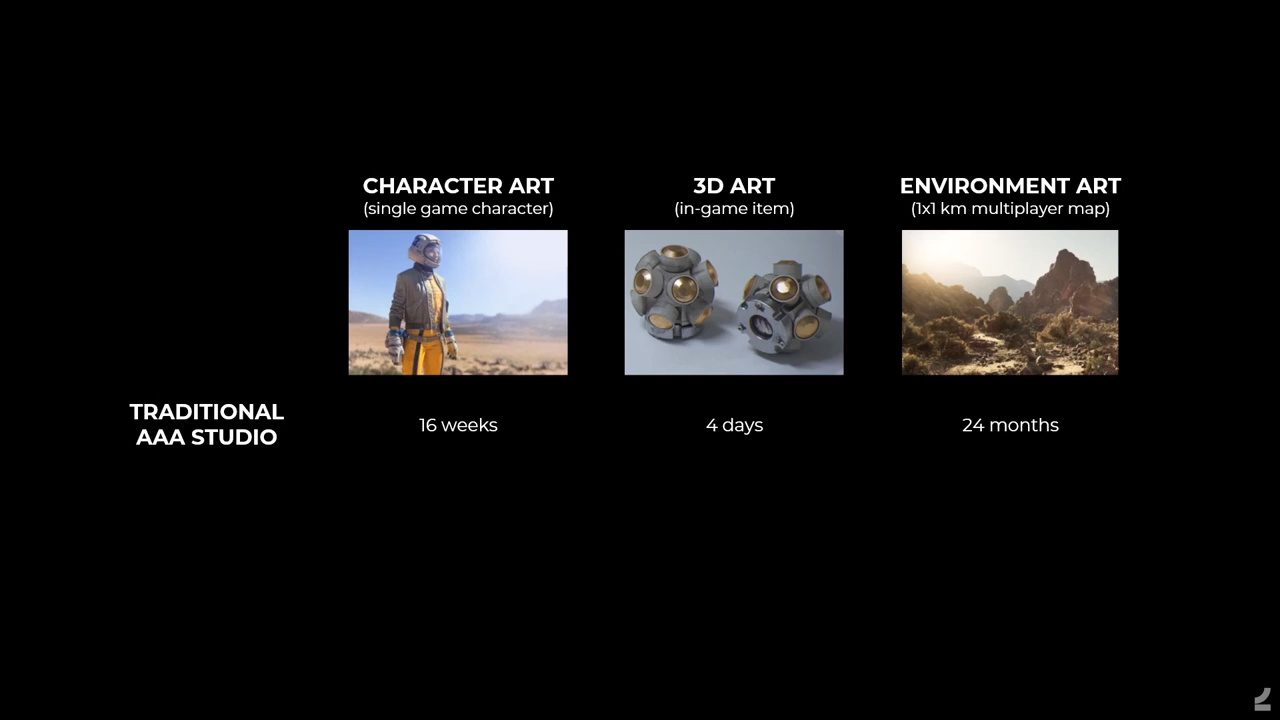 CHARACTER ART
(single game character)
3D ART
(in-game item)
ENVIRONMENT ART
(1x1 km multiplayer map)
TRADITIONAL
AAA STUDIO
16 weeks
4 days
24 months